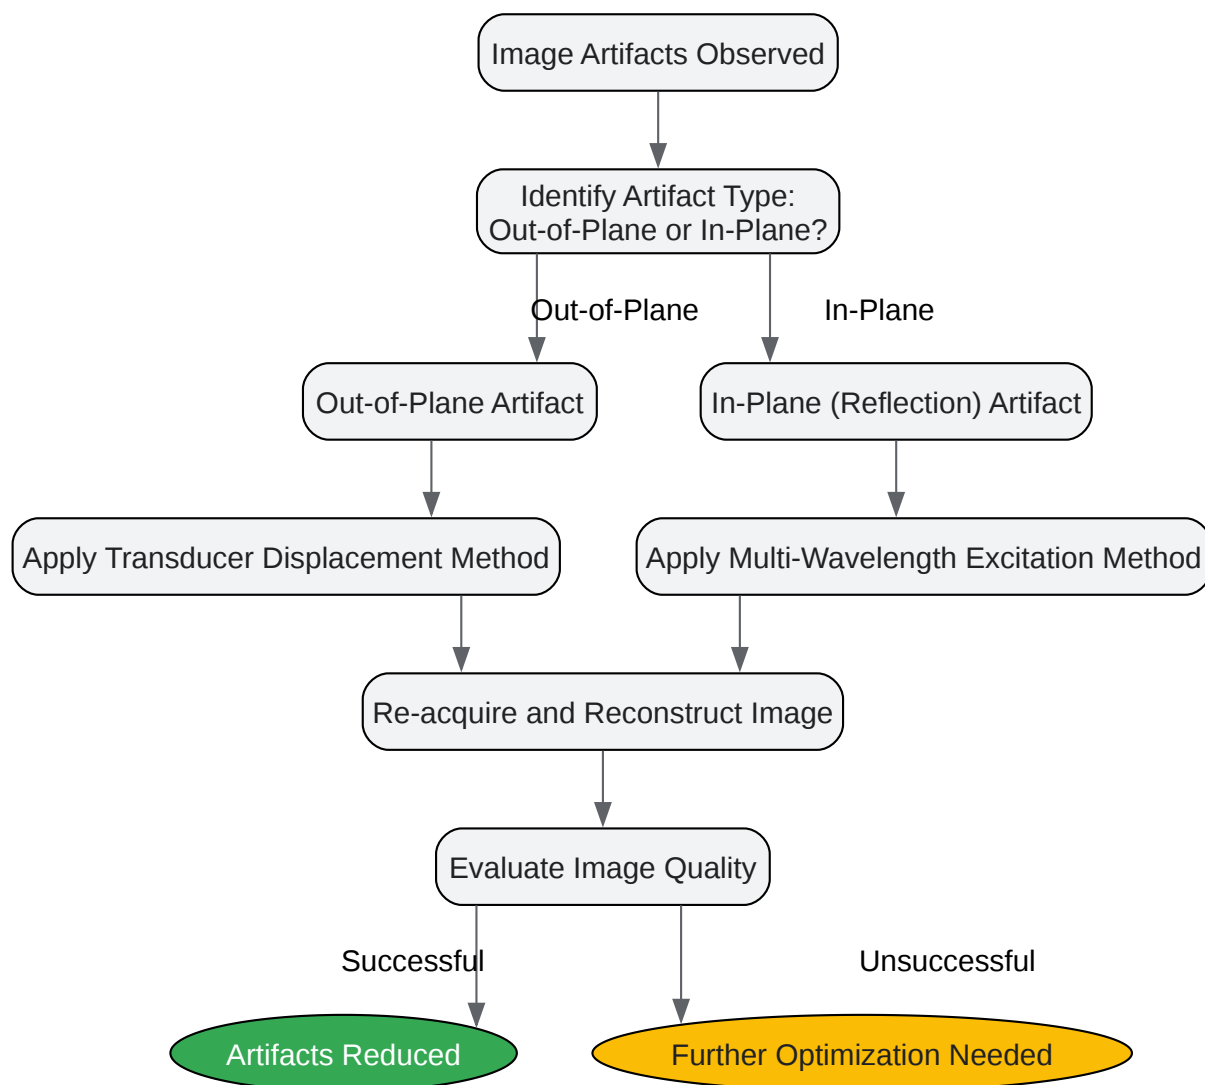 Image Artifacts Observed
Identify Artifact Type:
Out-of-Plane or In-Plane?
Out-of-Plane
In-Plane
Out-of-Plane Artifact
In-Plane (Reflection) Artifact
Apply Transducer Displacement Method
Apply Multi-Wavelength Excitation Method
Re-acquire and Reconstruct Image
Evaluate Image Quality
Successful
Unsuccessful
Artifacts Reduced
Further Optimization Needed